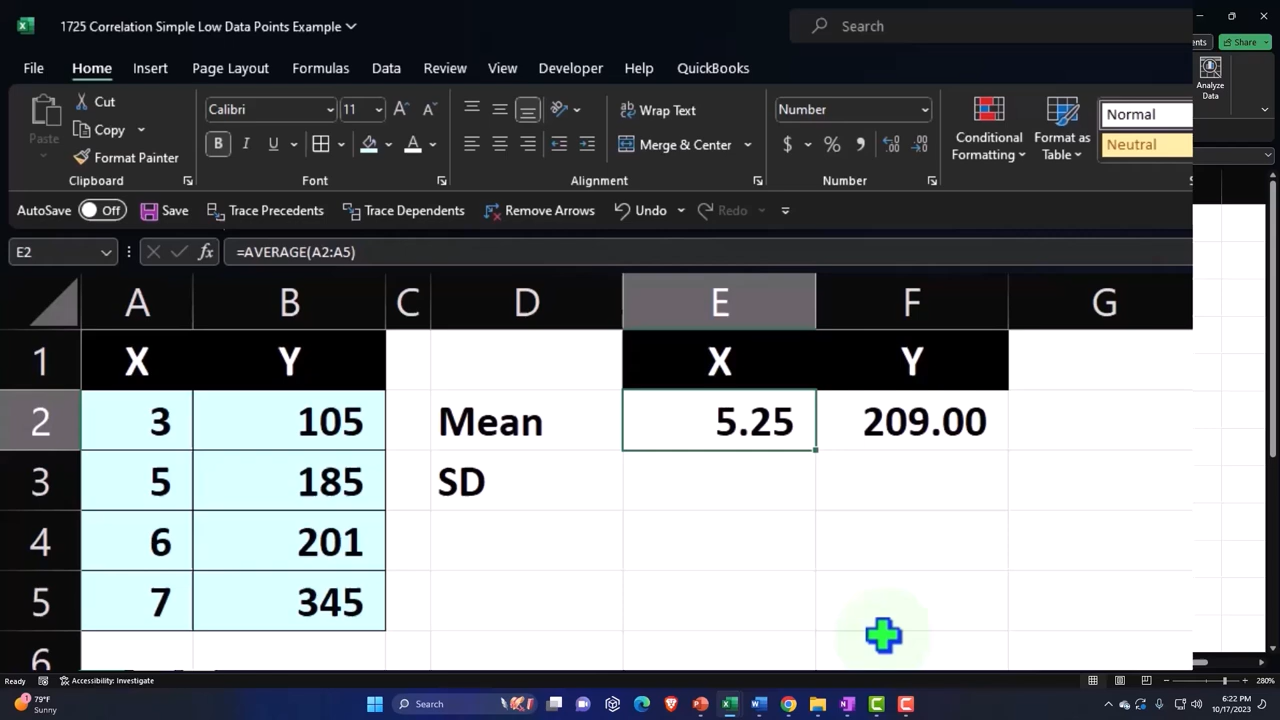 1725 Correlation Simple Low Data Points Example
Search
File Home Insert Page Layout Formulas Data Review View Developer Help QuickBooks
Share
Paste
Cut
Copy
Format Painter
Clipboard
Calibri 11
B I U A
Font
Wrap Text
Merge & Center
Alignment
Number
$ % ,
Number
Conditional Formatting
Format as Table
Normal
Neutral
Analyze Data
AutoSave Off Save Trace Precedents Trace Dependents Remove Arrows Undo Redo
E2 fx =AVERAGE(A2:A5)
A B C D E F G
1 X Y X Y
2 3 105 Mean 5.25 209.00
3 5 185 SD
4 6 201
5 7 345
6
Ready Accessibility: Investigate 280%
79°F
Sunny
Search
6:22 PM
10/17/2023